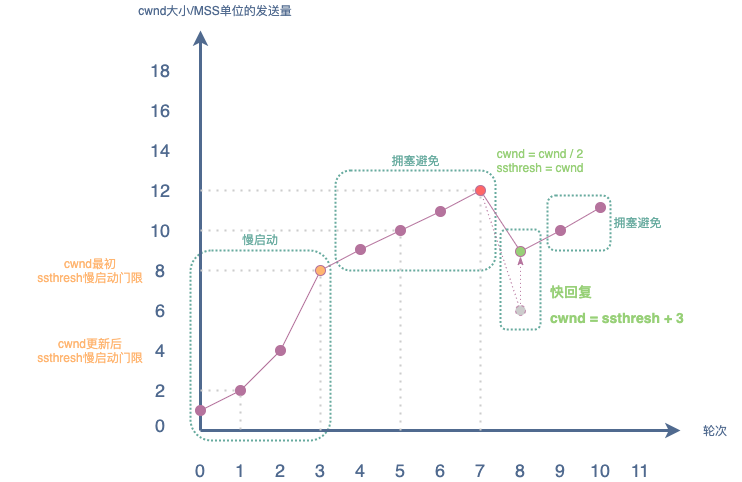 cwnd大小/MSS单位的发送量
18
16
14
12
10
8
6
4
2
0
cwnd最初
ssthresh慢启动门限
cwnd更新后
ssthresh慢启动门限
慢启动
拥塞避免
cwnd = cwnd / 2
ssthresh = cwnd
拥塞避免
快回复
cwnd = ssthresh + 3
轮次
0 1 2 3 4 5 6 7 8 9 10 11